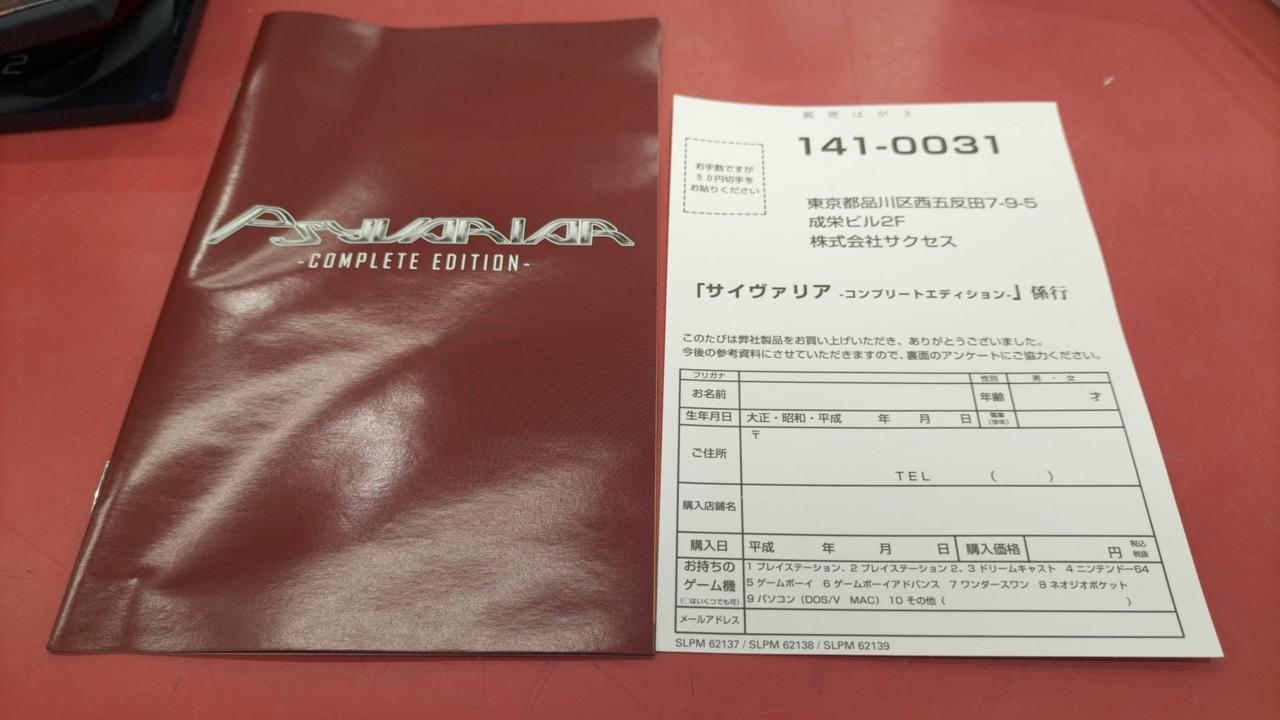 2
PSYVARIAR
-COMPLETE EDITION-
郵便はがき
お手数ですが
50円切手を
お貼りください
141-0031
東京都品川区西五反田7-9-5
成栄ビル2F
株式会社サクセス
「サイヴァリア -コンプリートエディション-」係行
このたびは弊社製品をお買い上げいただき、ありがとうございました。
今後の参考資料にさせていただきますので、裏面のアンケートにご協力ください。
フリガナ 性別 男・女
お名前 年齢 才
生年月日 大正・昭和・平成 年 月 日 職業(学年)
ご住所 〒
TEL ( )
購入店舗名
購入日 平成 年 月 日 購入価格 円 税込 税抜
お持ちのゲーム機(○はいくつでも可)
1 プレイステーション、2 プレイステーション 2、3 ドリームキャスト 4 ニンテンドー64
5 ゲームボーイ 6 ゲームボーイアドバンス 7 ワンダースワン 8 ネオジオポケット
9 パソコン(DOS/V MAC) 10 その他( )
メールアドレス
SLPM 62137 / SLPM 62138 / SLPM 62139